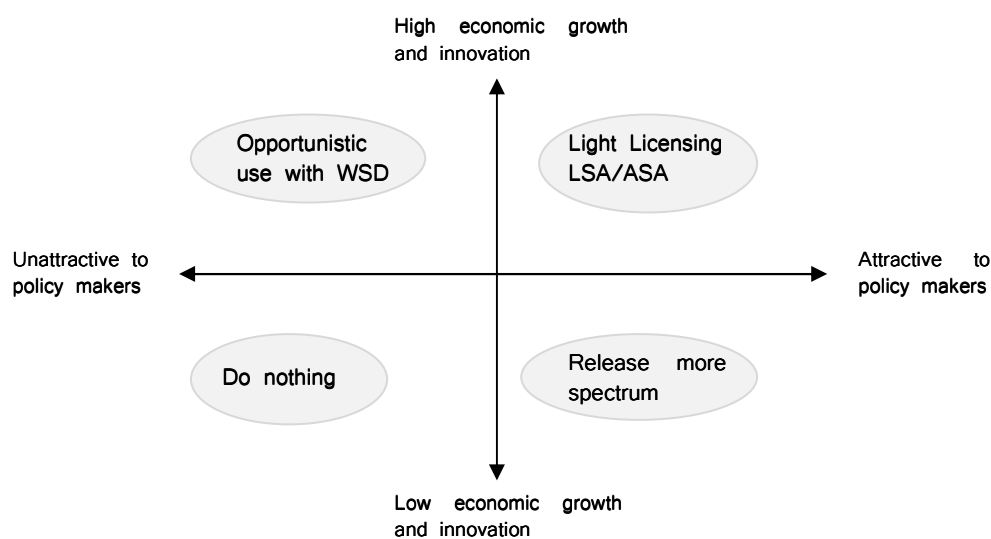 High economic growth
and innovation
Opportunistic
use with WSD
Light Licensing
LSA/ASA
Unattractive to
policy makers
Attractive to
policy makers
Do nothing
Release more
spectrum
Low economic growth
and innovation